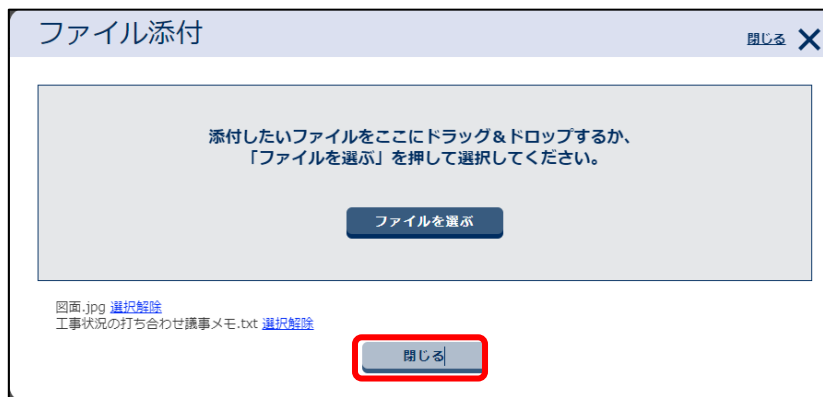 ファイル添付
閉じる
添付したいファイルをここにドラッグ＆ドロップするか、
「ファイルを選ぶ」を押して選択してください。
ファイルを選ぶ
図面.jpg 選択解除
工事状況の打ち合わせ議事メモ.txt 選択解除
閉じる